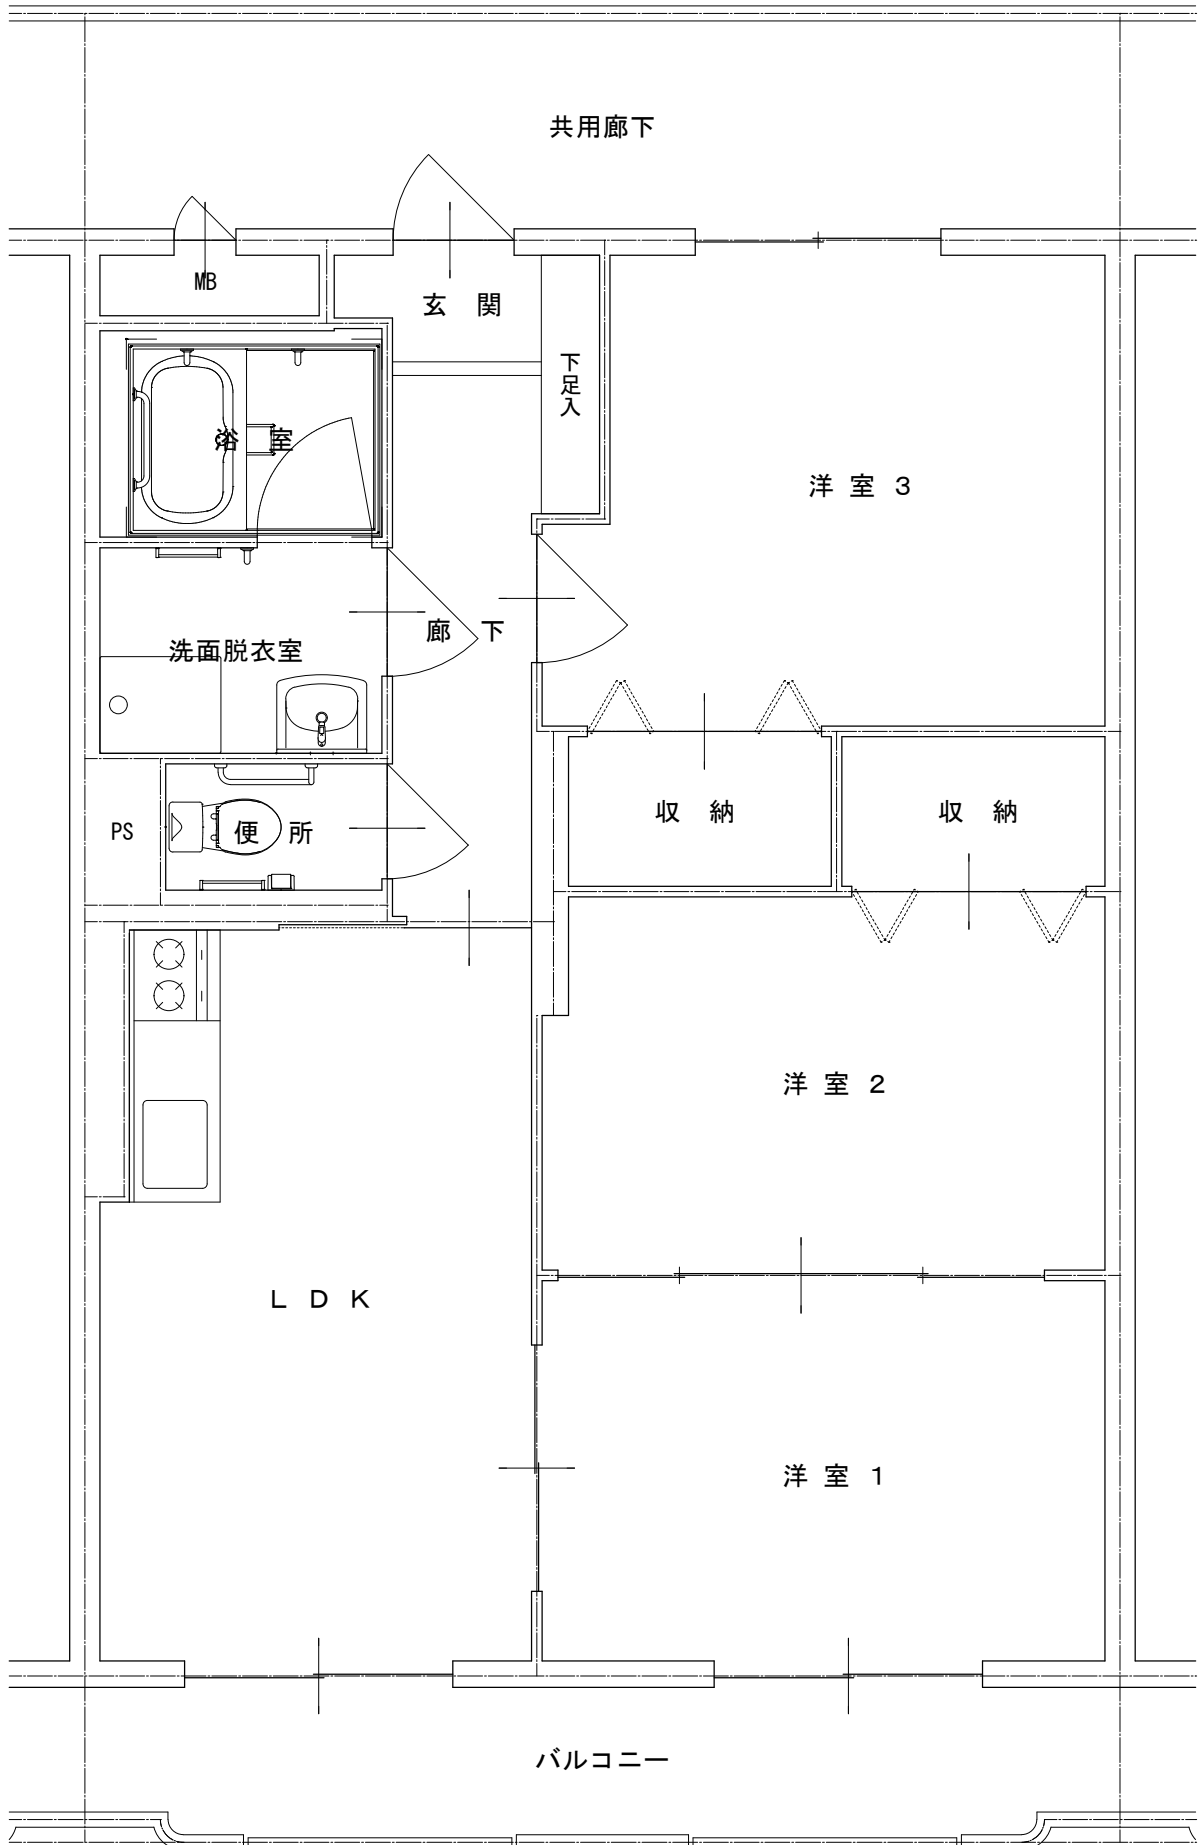 共用廊下
MB
玄　関
下足入
浴　室
洋 室 ３
廊　下
洗面脱衣室
収　納
収　納
PS
便　所
洋 室 ２
Ｌ Ｄ Ｋ
洋 室 １
バルコニー